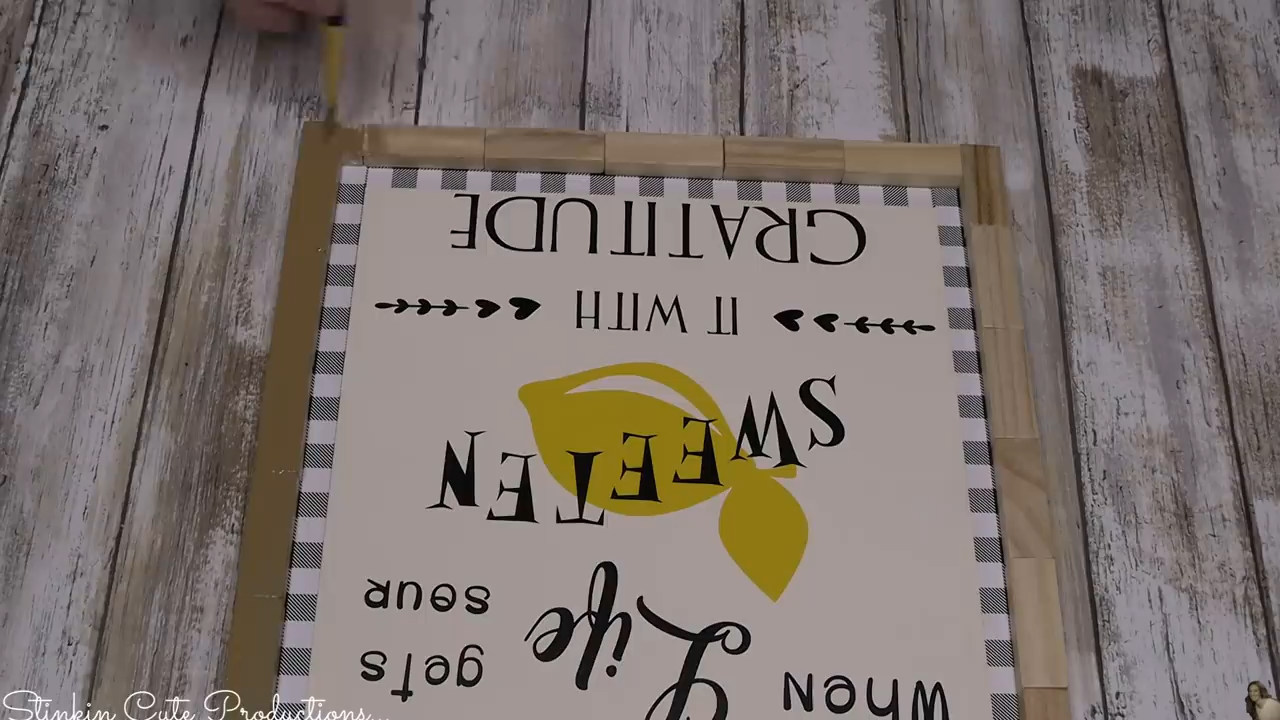 When Life gets
sour
SWEETEN
IT WITH
GRATITUDE
Stinkin Cute Productions...